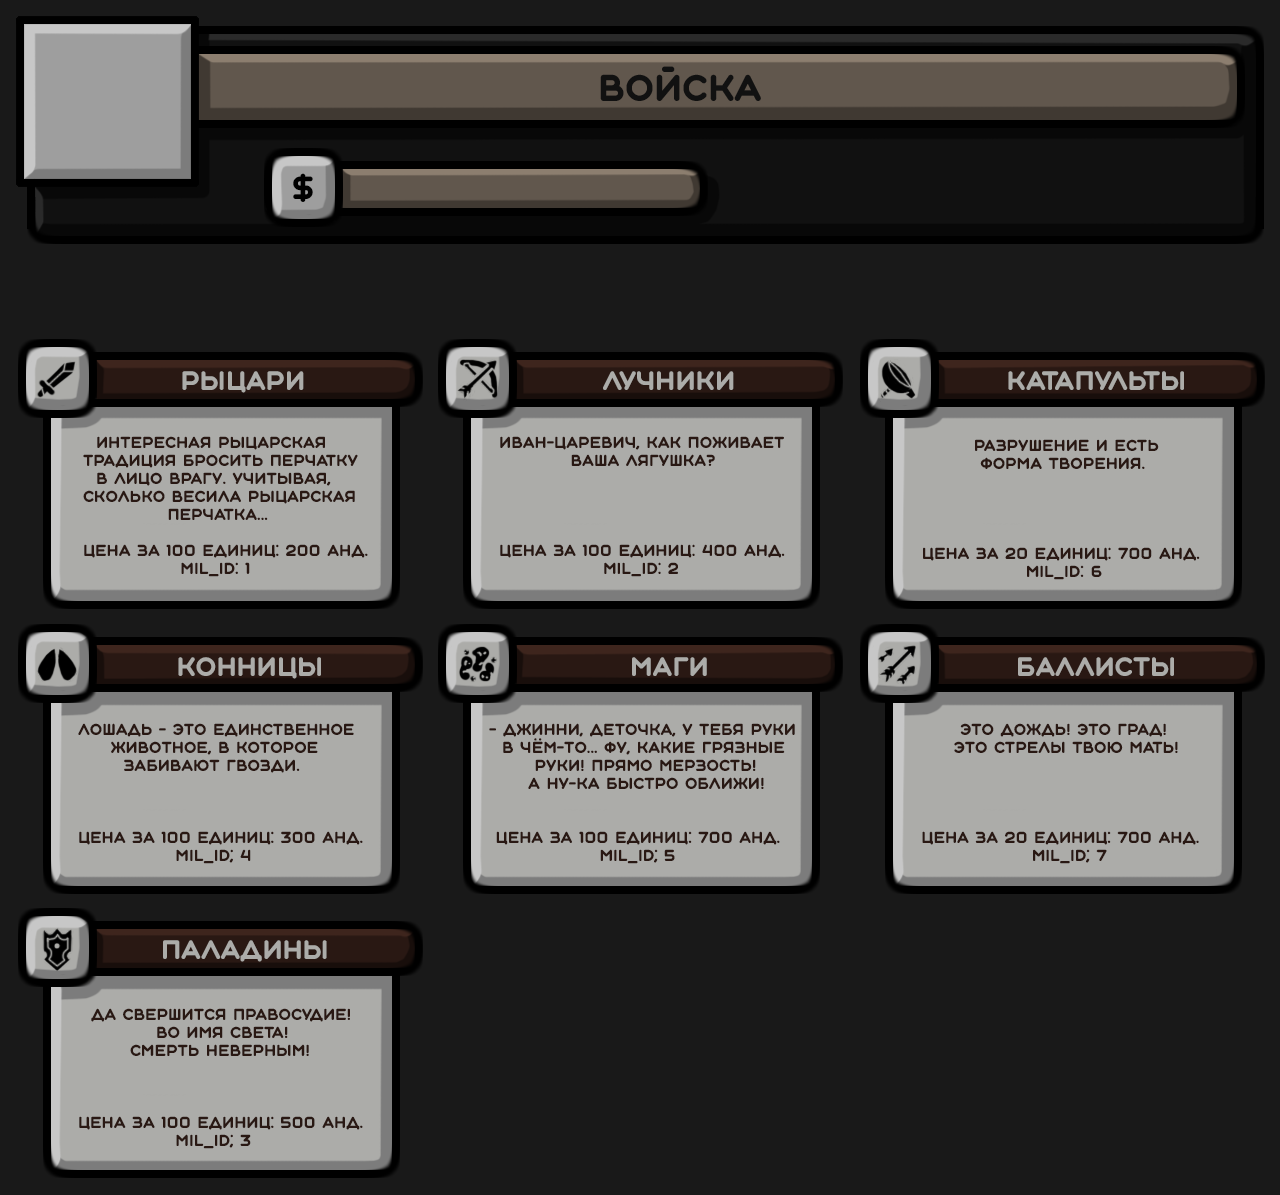 ВОЙСКА
$
РЫЦАРИ
ИНТЕРЕСНАЯ РЫЦАРСКАЯ
ТРАДИЦИЯ БРОСИТЬ ПЕРЧАТКУ
В ЛИЦО ВРАГУ. УЧИТЫВАЯ,
СКОЛЬКО ВЕСИЛА РЫЦАРСКАЯ
ПЕРЧАТКА...
ЦЕНА ЗА 100 ЕДИНИЦ: 200 АНД.
MIL_ID: 1
ЛУЧНИКИ
ИВАН-ЦАРЕВИЧ, КАК ПОЖИВАЕТ
ВАША ЛЯГУШКА?
ЦЕНА ЗА 100 ЕДИНИЦ: 400 АНД.
MIL_ID: 2
КАТАПУЛЬТЫ
РАЗРУШЕНИЕ И ЕСТЬ
ФОРМА ТВОРЕНИЯ.
ЦЕНА ЗА 20 ЕДИНИЦ: 700 АНД.
MIL_ID: 6
КОННИЦЫ
ЛОШАДЬ - ЭТО ЕДИНСТВЕННОЕ
ЖИВОТНОЕ, В КОТОРОЕ
ЗАБИВАЮТ ГВОЗДИ.
ЦЕНА ЗА 100 ЕДИНИЦ: 300 АНД.
MIL_ID; 4
МАГИ
- ДЖИННИ, ДЕТОЧКА, У ТЕБЯ РУКИ
В ЧЁМ-ТО... ФУ, КАКИЕ ГРЯЗНЫЕ
РУКИ! ПРЯМО МЕРЗОСТЬ!
А НУ-КА БЫСТРО ОБЛИЖИ!
ЦЕНА ЗА 100 ЕДИНИЦ: 700 АНД.
MIL_ID; 5
БАЛЛИСТЫ
ЭТО ДОЖДЬ! ЭТО ГРАД!
ЭТО СТРЕЛЫ ТВОЮ МАТЬ!
ЦЕНА ЗА 20 ЕДИНИЦ: 700 АНД.
MIL_ID; 7
ПАЛАДИНЫ
ДА СВЕРШИТСЯ ПРАВОСУДИЕ!
ВО ИМЯ СВЕТА!
СМЕРТЬ НЕВЕРНЫМ!
ЦЕНА ЗА 100 ЕДИНИЦ: 500 АНД.
MIL_ID; 3